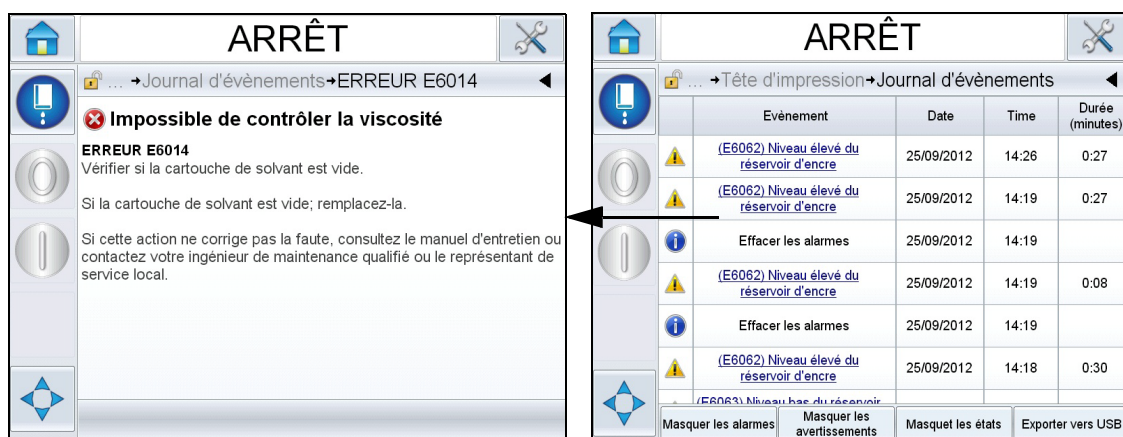 ARRÊT
... →Journal d'évènements→ERREUR E6014
Impossible de contrôler la viscosité
ERREUR E6014
Vérifier si la cartouche de solvant est vide.
Si la cartouche de solvant est vide; remplacez-la.
Si cette action ne corrige pas la faute, consultez le manuel d'entretien ou
contactez votre ingénieur de maintenance qualifié ou le représentant de
service local.
ARRÊT
... →Tête d'impression→Journal d'évènements
Evènement Date Time Durée (minutes)
(E6062) Niveau élevé du
réservoir d'encre 25/09/2012 14:26 0:27
(E6062) Niveau élevé du
réservoir d'encre 25/09/2012 14:19 0:27
Effacer les alarmes 25/09/2012 14:19
(E6062) Niveau élevé du
réservoir d'encre 25/09/2012 14:19 0:08
Effacer les alarmes 25/09/2012 14:19
(E6062) Niveau élevé du
réservoir d'encre 25/09/2012 14:18 0:30
(E6063) Niveau bas du réservoir
Masquer les alarmes
Masquer les
avertissements
Masquet les états
Exporter vers USB